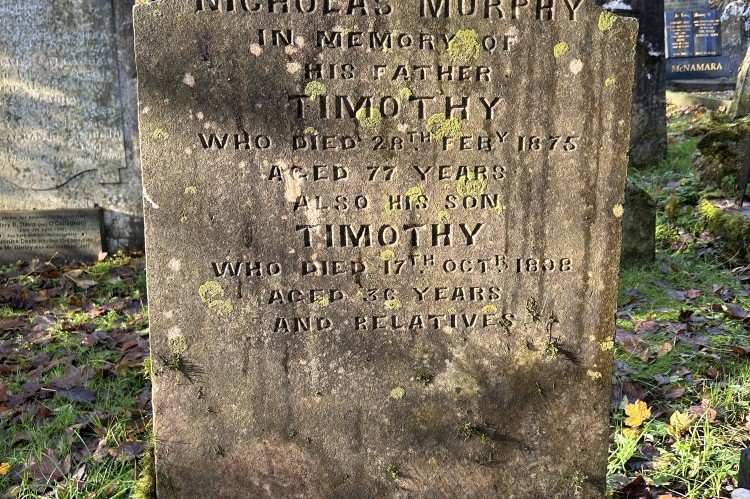 NICHOLAS MURPHY
IN MEMORY OF
HIS FATHER
TIMOTHY
WHO DIED 28TH FEBY 1875
AGED 77 YEARS
ALSO HIS SON
TIMOTHY
WHO DIED 17TH OCTR 1898
AGED 36 YEARS
AND RELATIVES
McNAMARA